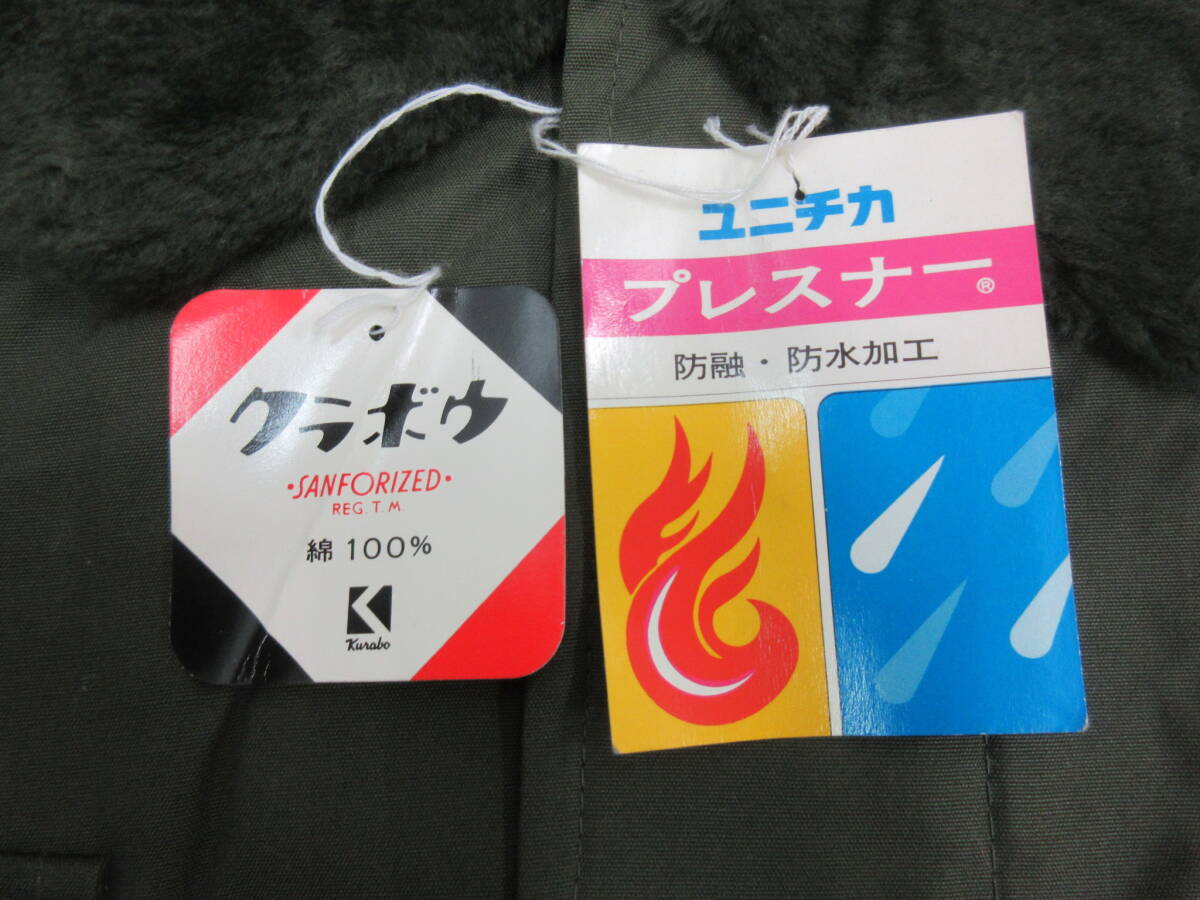 クラボウ
•SANFORIZED•
REG. T. M.
綿 100%
Kurabo
ユニチカ
プレスナー®
防融・防水加工